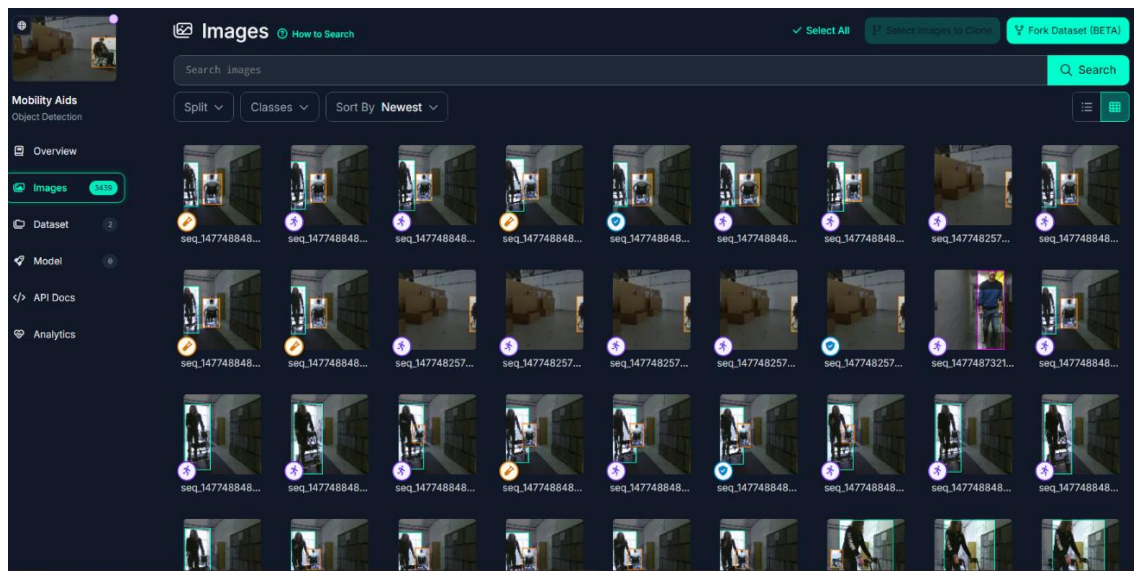 Images
How to Search
Select All
Select Images to Clone
Fork Dataset (BETA)
Search images
Search
Mobility Aids
Object Detection
Split
Classes
Sort By Newest
Overview
Images 3439
Dataset 2
Model 0
</> API Docs
Analytics
seq_147748848... seq_147748848... seq_147748848... seq_147748848... seq_147748848... seq_147748848... seq_147748848... seq_147748257... seq_147748848...
seq_147748848... seq_147748848... seq_147748257... seq_147748257... seq_147748257... seq_147748257... seq_147748257... seq_1477487321... seq_147748848...
seq_147748848... seq_147748848... seq_147748848... seq_147748848... seq_147748848... seq_147748848... seq_147748848... seq_147748848... seq_147748848...